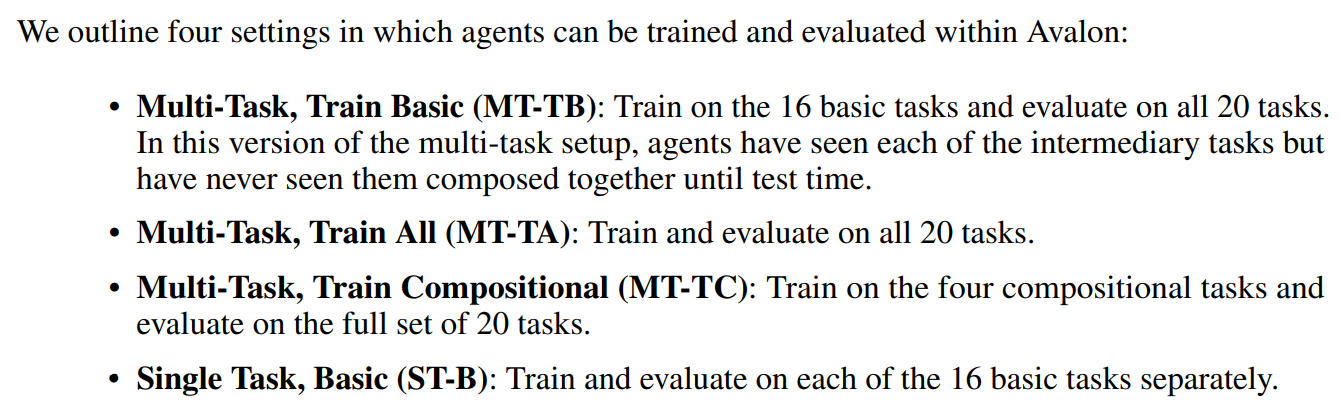 We outline four settings in which agents can be trained and evaluated within Avalon:
• Multi-Task, Train Basic (MT-TB): Train on the 16 basic tasks and evaluate on all 20 tasks.
In this version of the multi-task setup, agents have seen each of the intermediary tasks but
have never seen them composed together until test time.
• Multi-Task, Train All (MT-TA): Train and evaluate on all 20 tasks.
• Multi-Task, Train Compositional (MT-TC): Train on the four compositional tasks and
evaluate on the full set of 20 tasks.
• Single Task, Basic (ST-B): Train and evaluate on each of the 16 basic tasks separately.